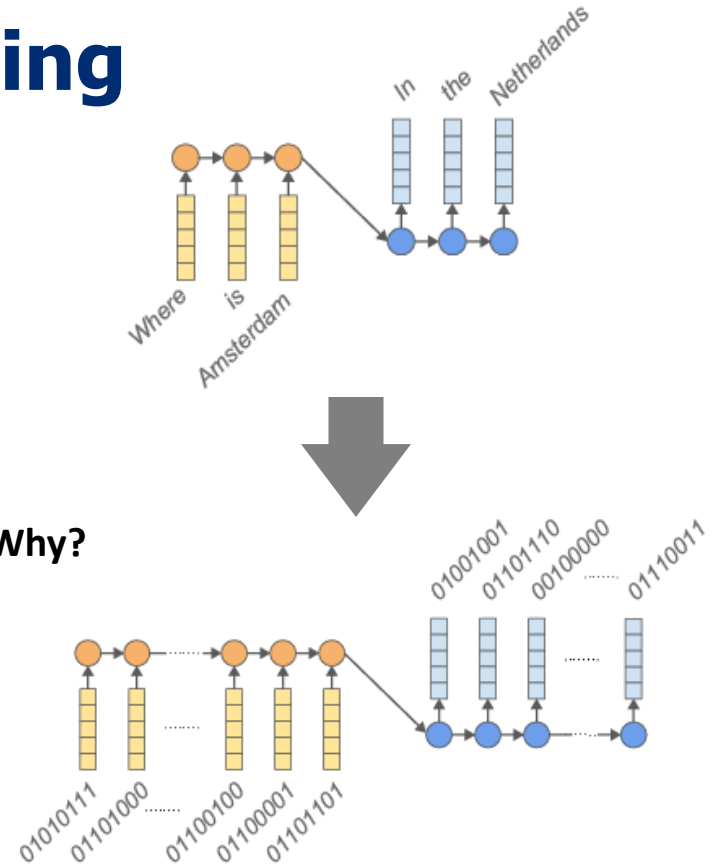 ing
In the Netherlands
Where is Amsterdam
Why?
01001001 01101110 00100000 ....... 01110011
01010111 01101000 ....... 01100100 01100001 01101101